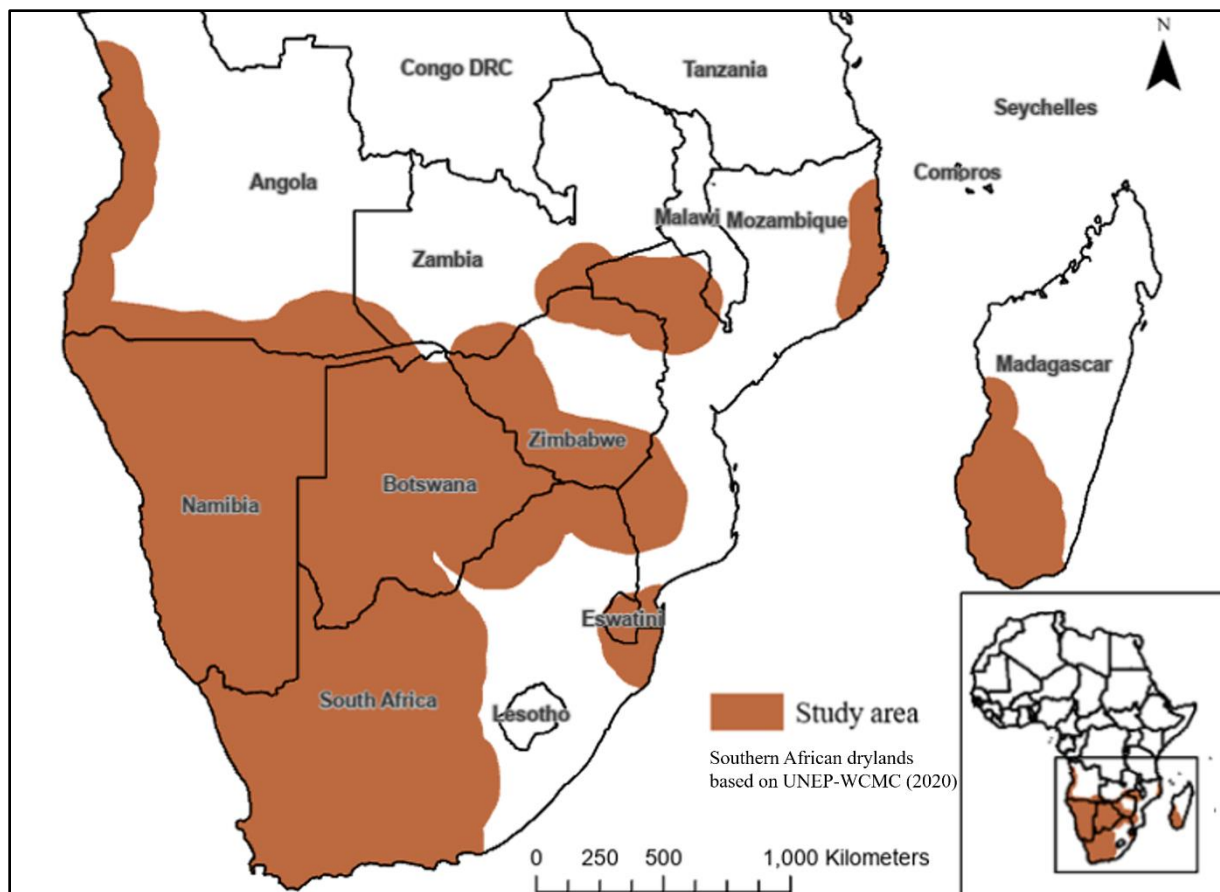 N
Congo DRC
Tanzania
Seychelles
Comoros
Angola
Malawi
Mozambique
Zambia
Madagascar
Zimbabwe
Botswana
Namibia
Eswatini
South Africa
Lesotho
Study area
Southern African drylands
based on UNEP-WCMC (2020)
0 250 500 1,000 Kilometers